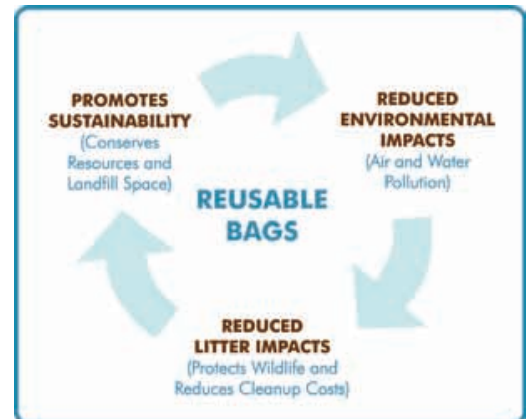 PROMOTES
SUSTAINABILITY
(Conserves
Resources and
Landfill Space)
REDUCED
ENVIRONMENTAL
IMPACTS
(Air and Water
Pollution)
REUSABLE
BAGS
REDUCED
LITTER IMPACTS
(Protects Wildlife and
Reduces Cleanup Costs)